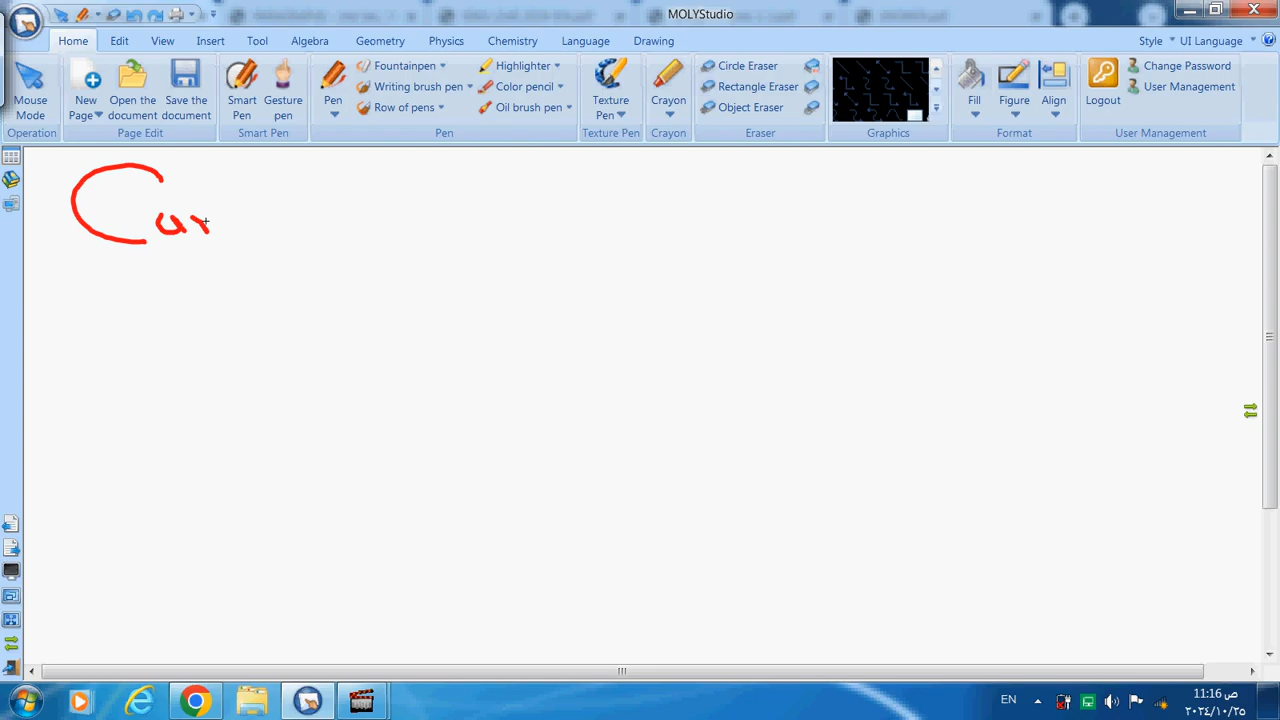 MOLYStudio
Home Edit View Insert Tool Algebra Geometry Physics Chemistry Language Drawing Style UI Language
Mouse Mode
Operation
New Page
Open the document
Save the document
Page Edit
Smart Pen
Gesture pen
Smart Pen
Pen
Fountainpen
Writing brush pen
Row of pens
Highlighter
Color pencil
Oil brush pen
Pen
Texture Pen
Texture Pen
Crayon
Crayon
Circle Eraser
Rectangle Eraser
Object Eraser
Eraser
Graphics
Fill
Figure
Align
Format
Logout
Change Password
User Management
User Management
Cur
EN
11:16 ص
٢٠٢٤/١٠/٢٥